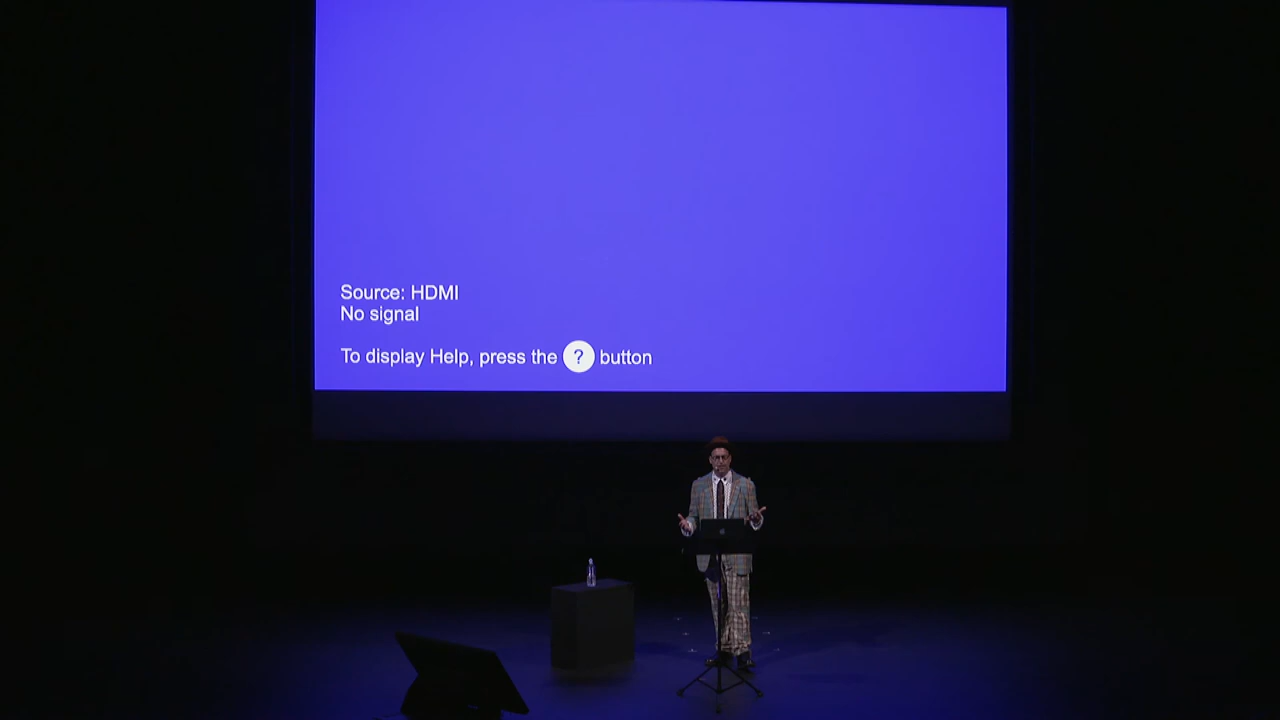 Source: HDMI
No signal
To display Help, press the ? button